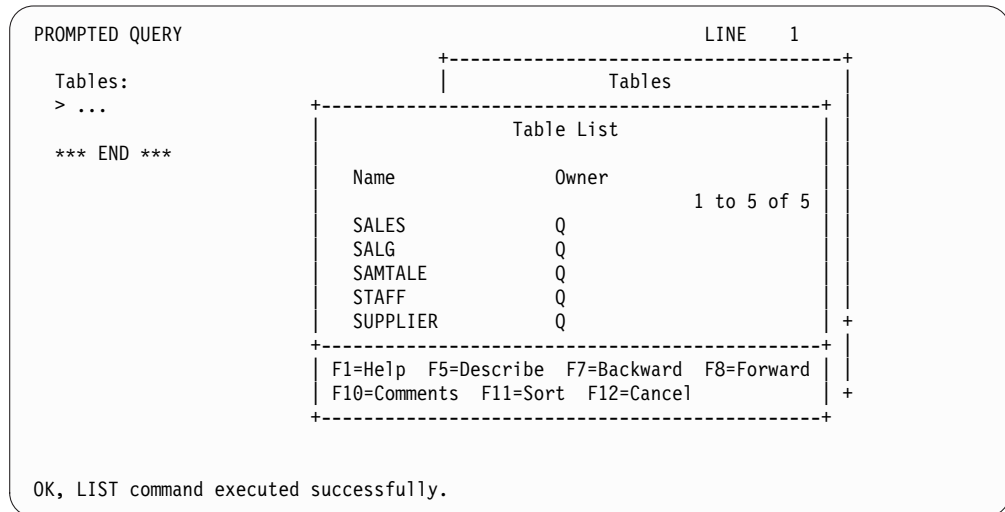 PROMPTED QUERY LINE 1
Tables
Tables:
> ...
Table List
*** END ***
Name Owner
1 to 5 of 5
SALES Q
SALG Q
SAMTALE Q
STAFF Q
SUPPLIER Q
F1=Help F5=Describe F7=Backward F8=Forward
F10=Comments F11=Sort F12=Cancel
OK, LIST command executed successfully.